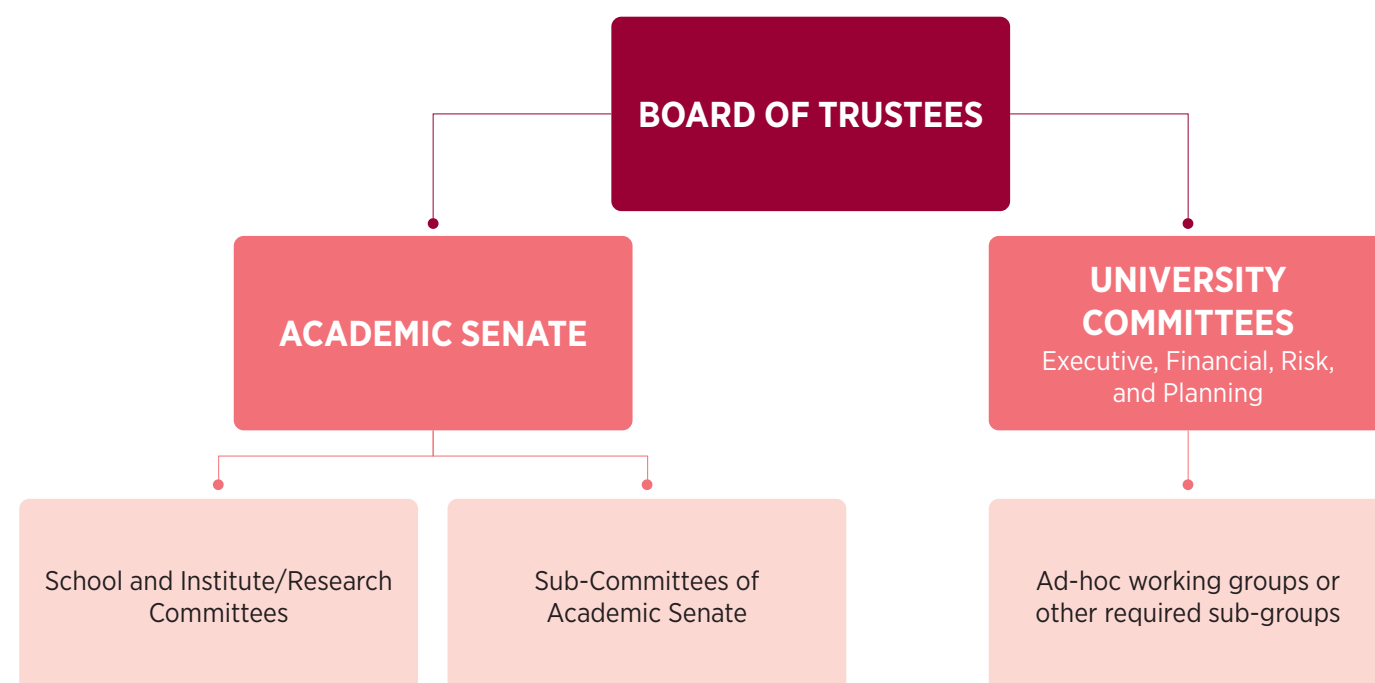 BOARD OF TRUSTEES
ACADEMIC SENATE
UNIVERSITY
COMMITTEES
Executive, Financial, Risk,
and Planning
School and Institute/Research
Committees
Sub-Committees of
Academic Senate
Ad-hoc working groups or
other required sub-groups